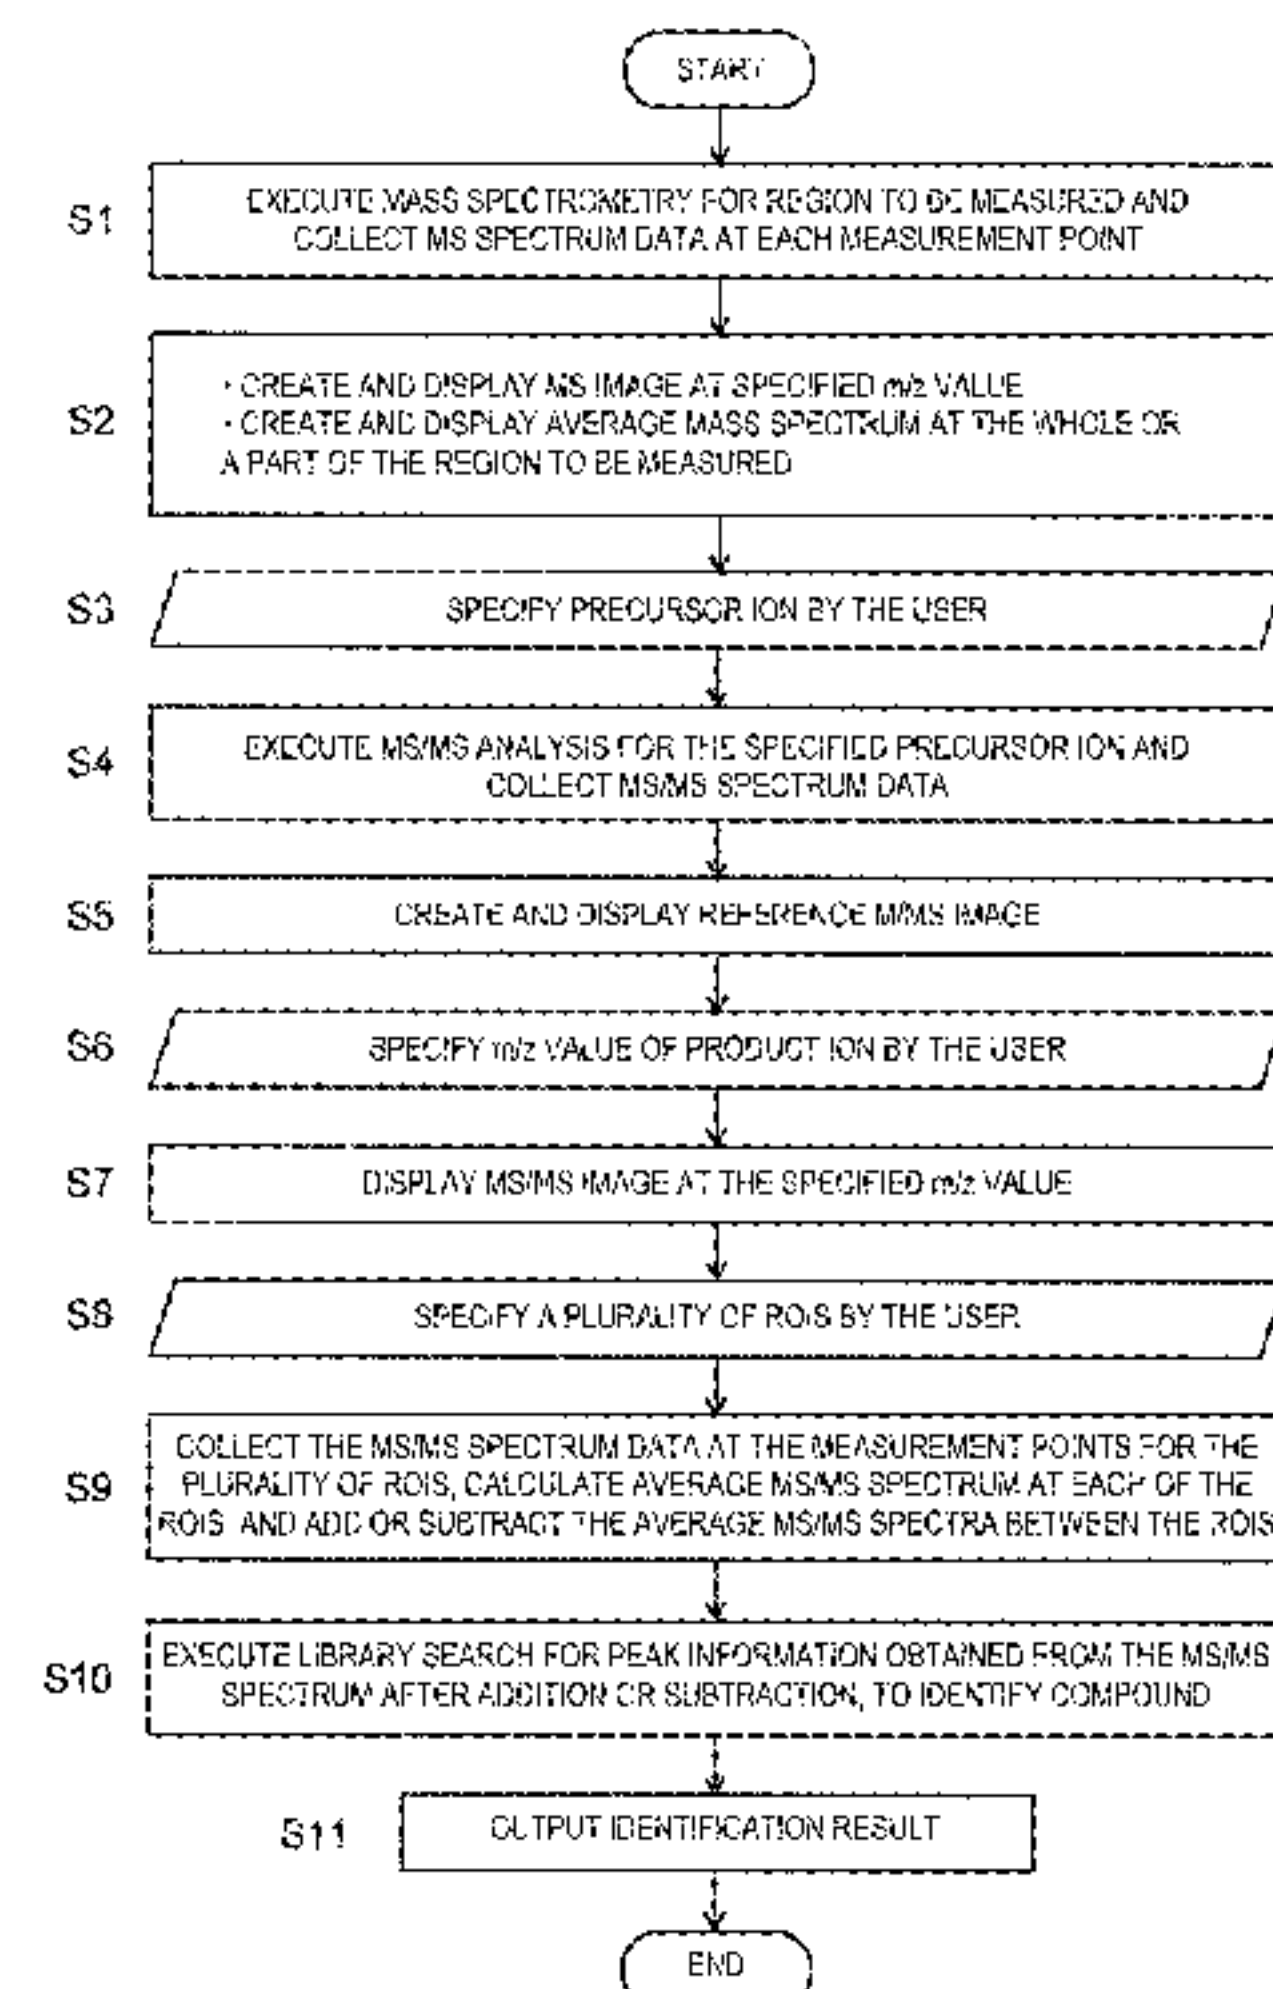 START
S1
EXECUTE MASS SPECTROMETRY FOR REGION TO BE MEASURED AND
COLLECT MS SPECTRUM DATA AT EACH MEASUREMENT POINT
S2
• CREATE AND DISPLAY MS IMAGE AT SPECIFIED m/z VALUE
• CREATE AND DISPLAY AVERAGE MASS SPECTRUM AT THE WHOLE OR
A PART OF THE REGION TO BE MEASURED
S3
SPECIFY PRECURSOR ION BY THE USER
S4
EXECUTE MS/MS ANALYSIS FOR THE SPECIFIED PRECURSOR ION AND
COLLECT MS/MS SPECTRUM DATA
S5
CREATE AND DISPLAY REFERENCE M/MS IMAGE
S6
SPECIFY m/z VALUE OF PRODUCT ION BY THE USER
S7
DISPLAY MS/MS IMAGE AT THE SPECIFIED m/z VALUE
S8
SPECIFY A PLURALITY OF ROIS BY THE USER
S9
COLLECT THE MS/MS SPECTRUM DATA AT THE MEASUREMENT POINTS FOR THE
PLURALITY OF ROIS, CALCULATE AVERAGE MS/MS SPECTRUM AT EACH OF THE
ROIS, AND ADD OR SUBTRACT THE AVERAGE MS/MS SPECTRA BETWEEN THE ROIS
S10
EXECUTE LIBRARY SEARCH FOR PEAK INFORMATION OBTAINED FROM THE MS/MS
SPECTRUM AFTER ADDITION OR SUBTRACTION, TO IDENTIFY COMPOUND
S11
OUTPUT IDENTIFICATION RESULT
END